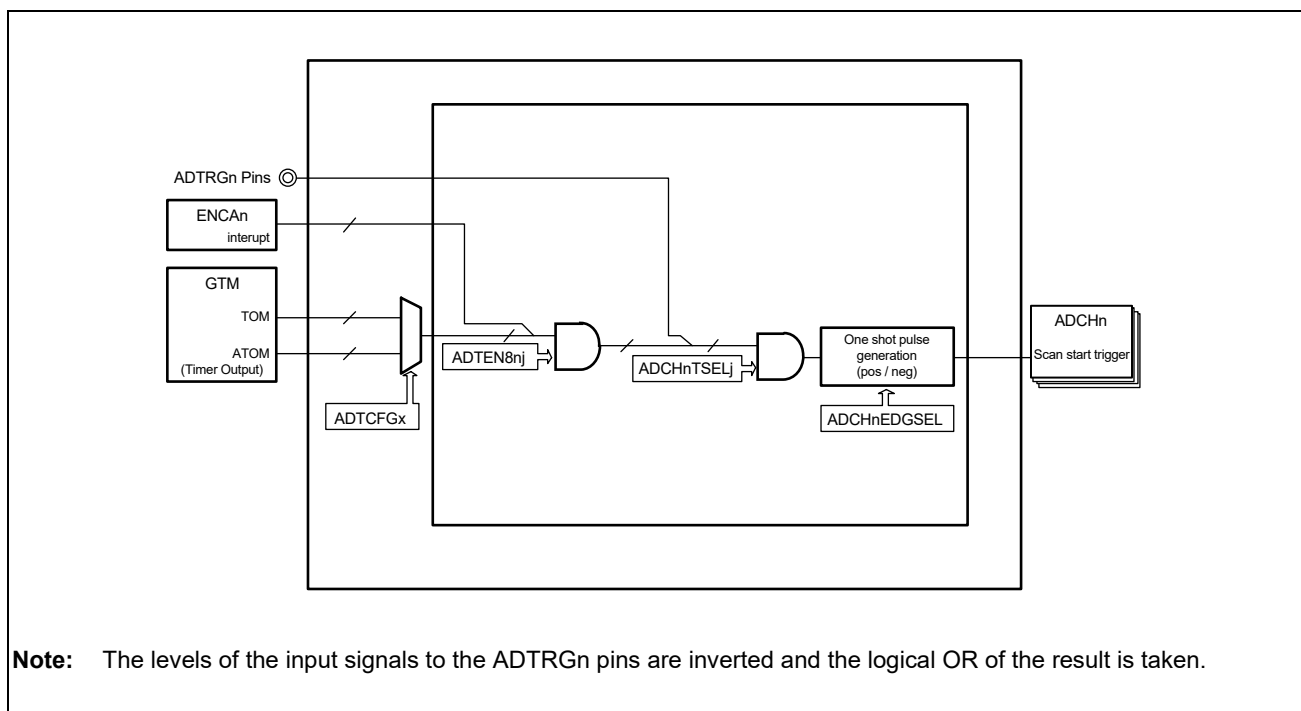 ADTRGn Pins
ENCAn
interupt
GTM
TOM
ATOM
(Timer Output)
ADTCFGx
ADTEN8nj
ADCHnTSELj
One shot pulse
generation
(pos / neg)
ADCHnEDGSEL
ADCHn
Scan start trigger
Note: The levels of the input signals to the ADTRGn pins are inverted and the logical OR of the result is taken.